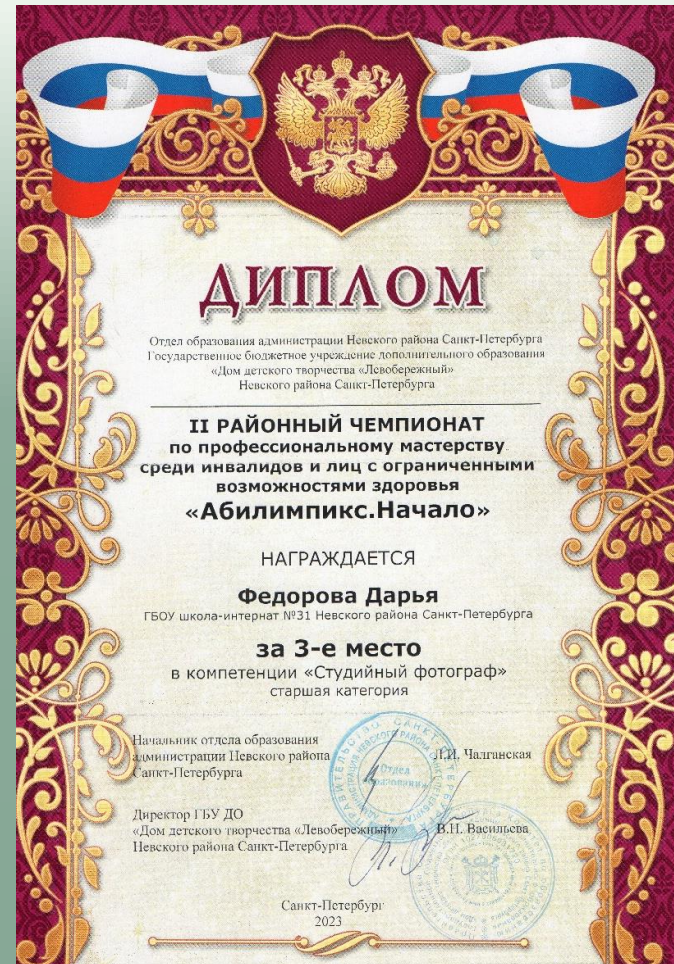 ДИПЛОМ
Отдел образования администрации Невского района Санкт-Петербурга
Государственное бюджетное учреждение дополнительного образования
«Дом детского творчества «Левобережный»
Невского района Санкт-Петербурга
II РАЙОННЫЙ ЧЕМПИОНАТ
по профессиональному мастерству
среди инвалидов и лиц с ограниченными
возможностями здоровья
«Абилимпикс.Начало»
НАГРАЖДАЕТСЯ
Федорова Дарья
ГБОУ школа-интернат №31 Невского района Санкт-Петербурга
за 3-е место
в компетенции «Студийный фотограф»
старшая категория
Начальник отдела образования
администрации Невского района
Санкт-Петербурга
Л.И. Чалганская
Отдел
образования
Директор ГБУ ДО
«Дом детского творчества «Левобережный»
Невского района Санкт-Петербурга
В.Н. Васильева
Санкт-Петербург
2023